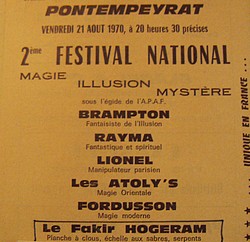 PONTEMPEYRAT
VENDREDI 21 AOUT 1970, à 20 heures 30 précises
2ème FESTIVAL NATIONAL
MAGIE
ILLUSION
MYSTÈRE
sous l'égide de l'A.P.A.F.
BRAMPTON
Fantaisiste de l'Illusion
RAYMA
Fantastique et spirituel
LIONEL
Manipulateur parisien
Les ATOLY'S
Magie Orientale
FORDUSSON
Magie moderne
Le Fakir HOGERAM
Planche à clous, échelle aux sabres, serpents
UNIQUE EN FRANCE...